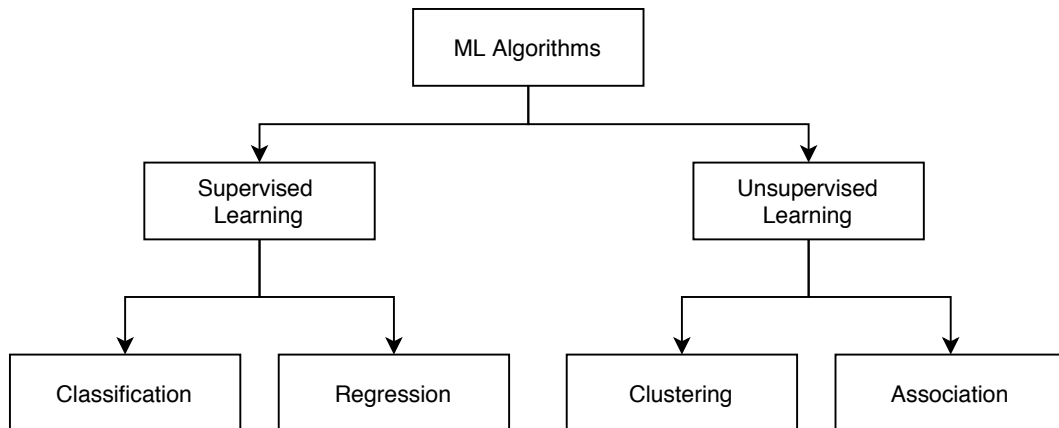 ML Algorithms
Supervised
Learning
Unsupervised
Learning
Classification
Regression
Clustering
Association